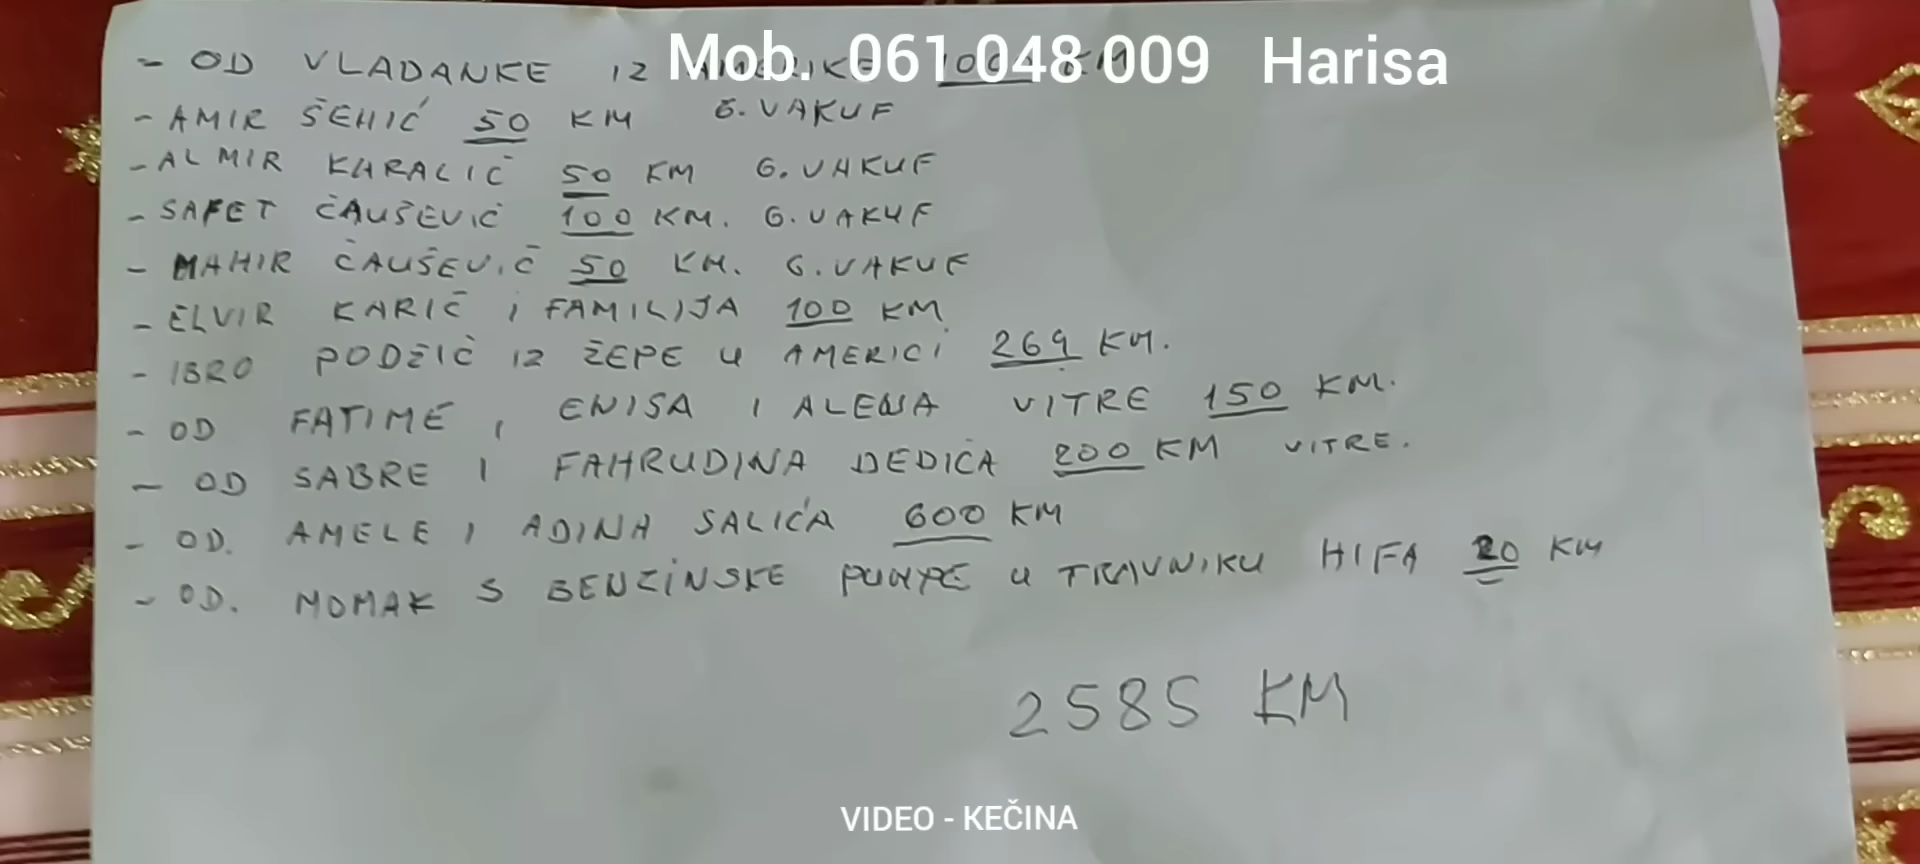 Mob. 061 048 009 Harisa
- OD VLADANKE IZ AMERIKE 1000 KM
- AMIR ŠEHIĆ 50 KM G. VAKUF
- ALMIR KARALIĆ 50 KM G. VAKUF
- SAFET ČAUŠEVIĆ 100 KM. G. VAKUF
- MAHIR ČAUŠEVIĆ 50 KM. G. VAKUF
- ELVIR KARIĆ I FAMILIJA 100 KM
- IBRO PODŽIĆ IZ ŽEPE U AMERICI 269 KM.
- OD FATIME, ENISA I ALENA VITRE 150 KM.
- OD SABRE I FAHRUDINA DEDIĆA 200 KM VITRE.
- OD. AMELE I ADINA SALIĆA 600 KM
- OD. MOMAK S BENZINSKE PUMPE U TRAVNIKU HIFA 20 KM
2585 KM
VIDEO - KEČINA